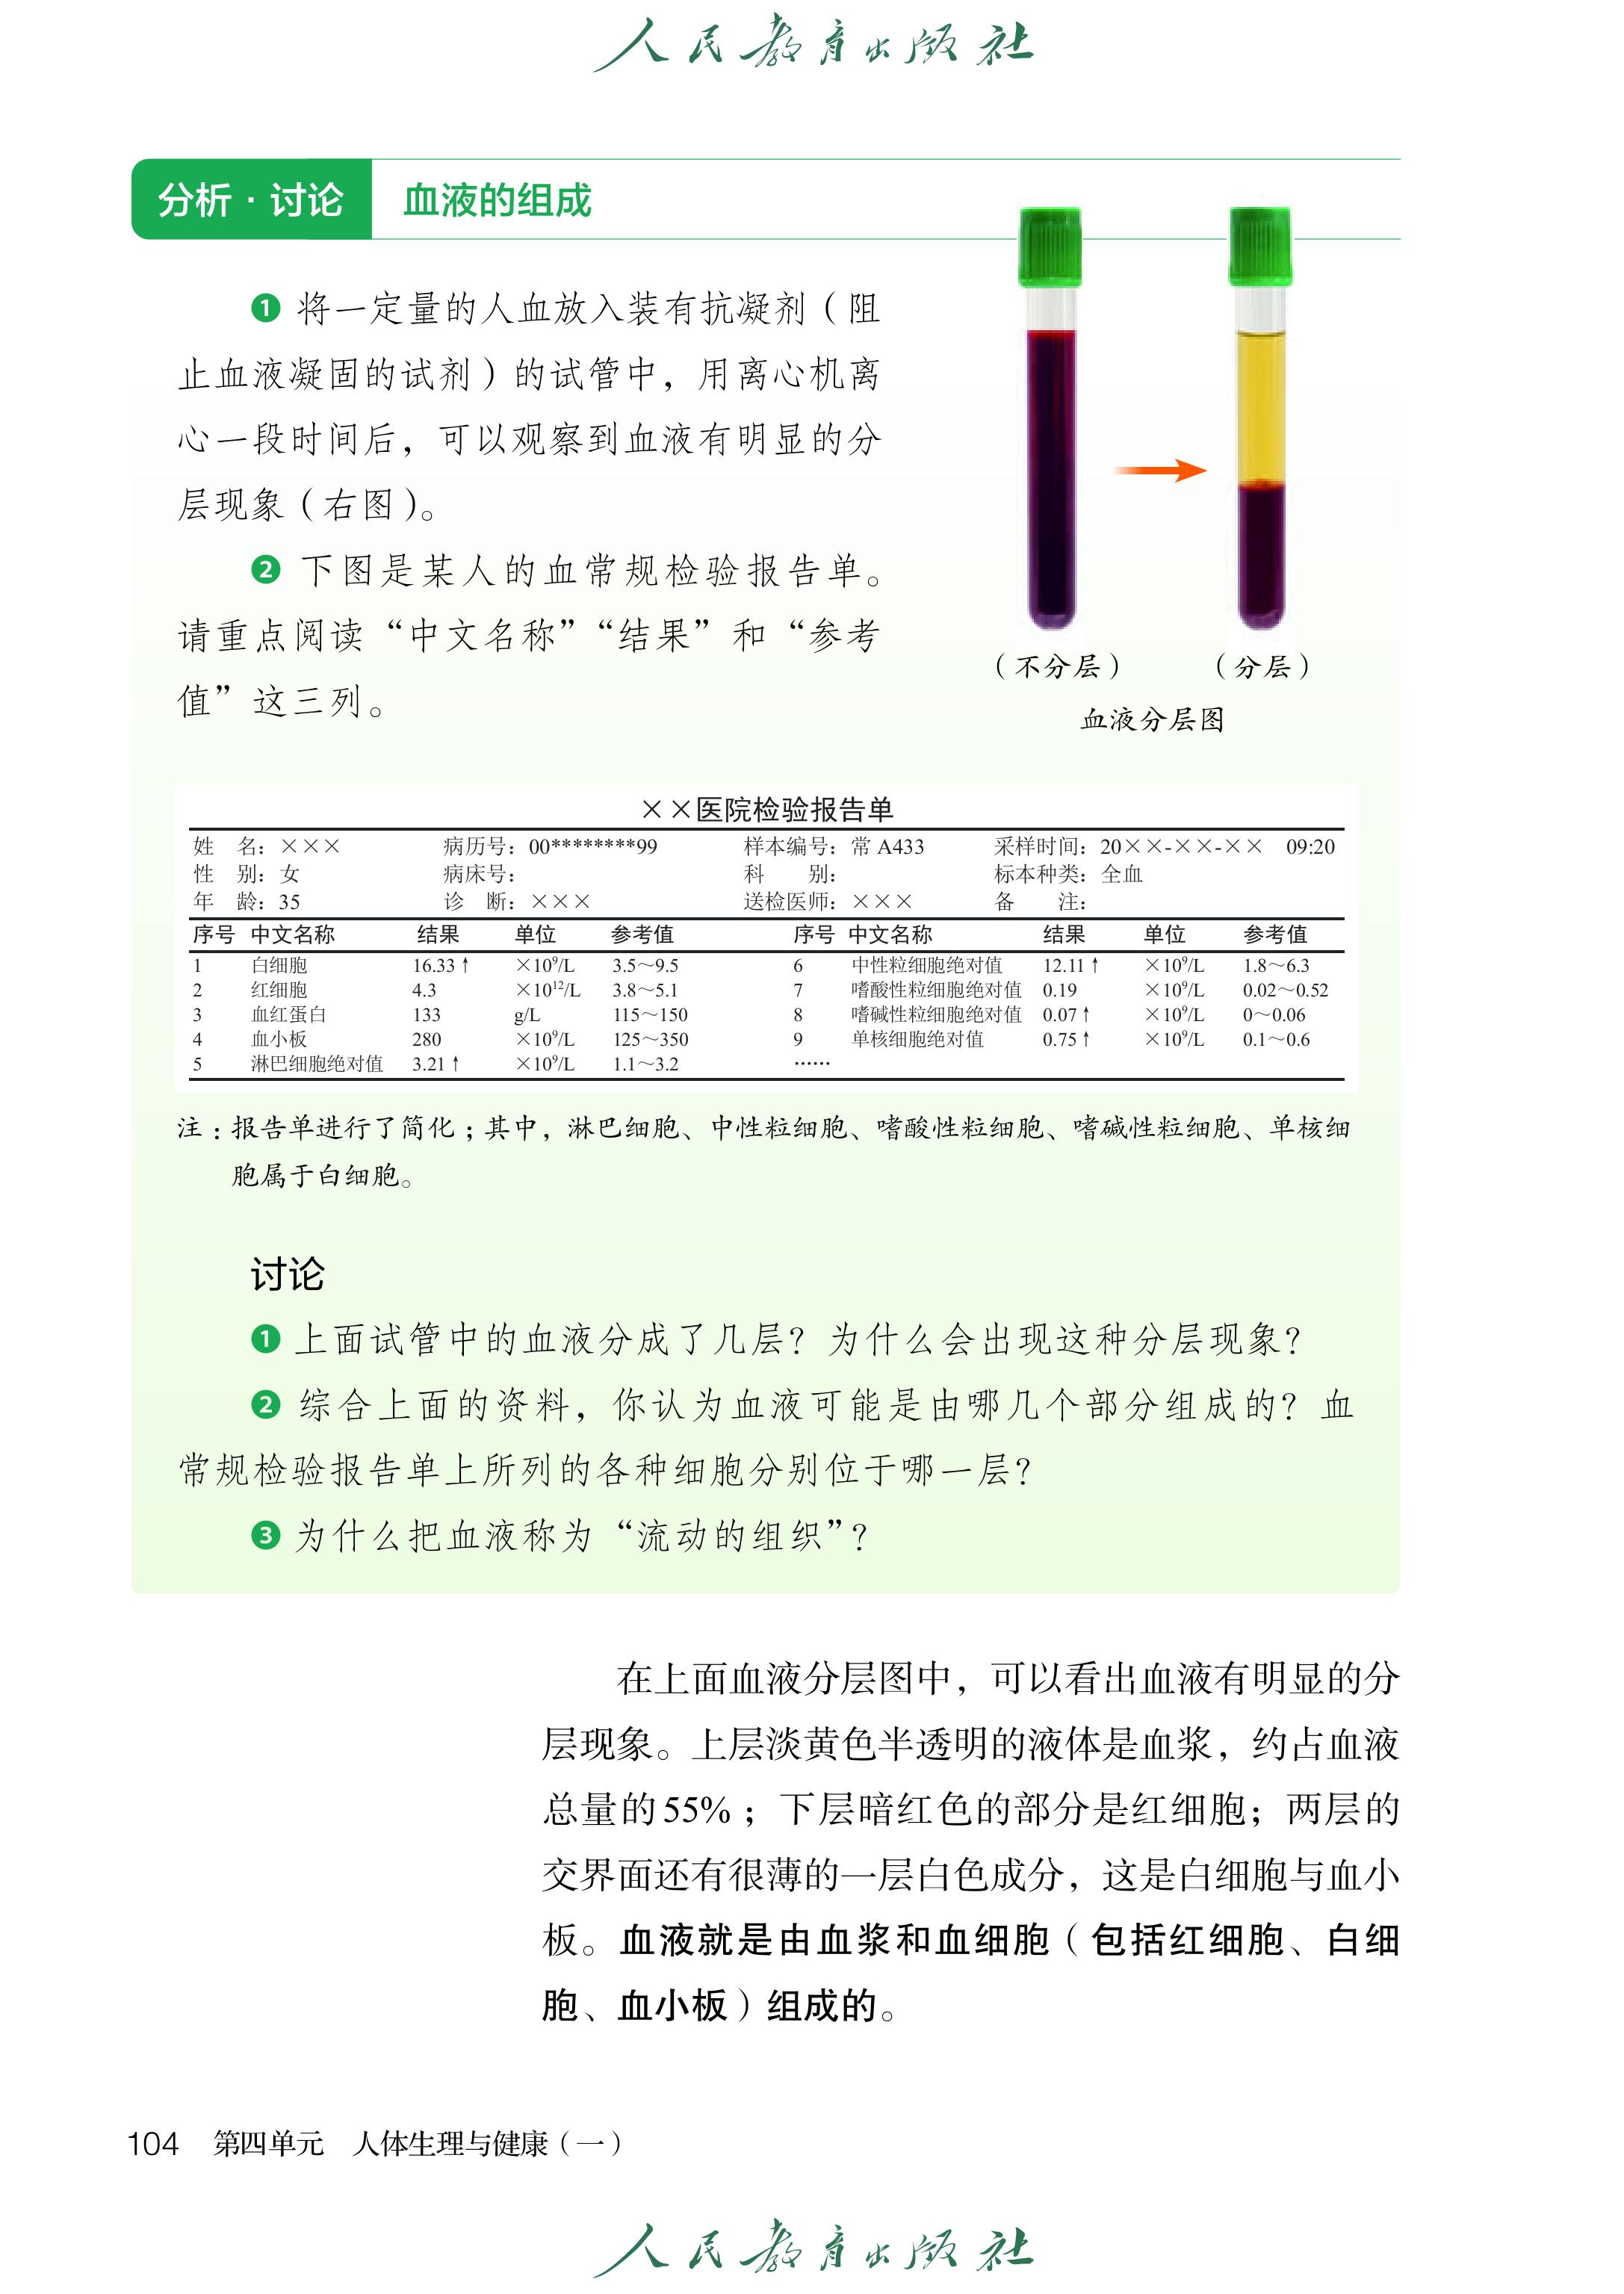 人民教育出版社
分析·讨论 血液的组成
❶ 将一定量的人血放入装有抗凝剂（阻
止血液凝固的试剂）的试管中，用离心机离
心一段时间后，可以观察到血液有明显的分
层现象（右图）。
❷ 下图是某人的血常规检验报告单。
请重点阅读“中文名称”“结果”和“参考
值”这三列。
（不分层） （分层）
血液分层图
××医院检验报告单
姓 名：××× 病历号：00********99 样本编号：常 A433 采样时间：20××-××-×× 09:20
性 别：女 病床号： 科 别： 标本种类：全血
年 龄：35 诊 断：××× 送检医师：××× 备 注：
序号 中文名称 结果 单位 参考值 序号 中文名称 结果 单位 参考值
1 白细胞 16.33↑ ×10⁹/L 3.5～9.5 6 中性粒细胞绝对值 12.11↑ ×10⁹/L 1.8～6.3
2 红细胞 4.3 ×10¹²/L 3.8～5.1 7 嗜酸性粒细胞绝对值 0.19 ×10⁹/L 0.02～0.52
3 血红蛋白 133 g/L 115～150 8 嗜碱性粒细胞绝对值 0.07↑ ×10⁹/L 0～0.06
4 血小板 280 ×10⁹/L 125～350 9 单核细胞绝对值 0.75↑ ×10⁹/L 0.1～0.6
5 淋巴细胞绝对值 3.21↑ ×10⁹/L 1.1～3.2 ……
注：报告单进行了简化；其中，淋巴细胞、中性粒细胞、嗜酸性粒细胞、嗜碱性粒细胞、单核细
胞属于白细胞。
讨论
❶ 上面试管中的血液分成了几层？为什么会出现这种分层现象？
❷ 综合上面的资料，你认为血液可能是由哪几个部分组成的？血
常规检验报告单上所列的各种细胞分别位于哪一层？
❸ 为什么把血液称为“流动的组织”？
在上面血液分层图中，可以看出血液有明显的分
层现象。上层淡黄色半透明的液体是血浆，约占血液
总量的55%；下层暗红色的部分是红细胞；两层的
交界面还有很薄的一层白色成分，这是白细胞与血小
板。血液就是由血浆和血细胞（包括红细胞、白细
胞、血小板）组成的。
104 第四单元 人体生理与健康（一）
人民教育出版社